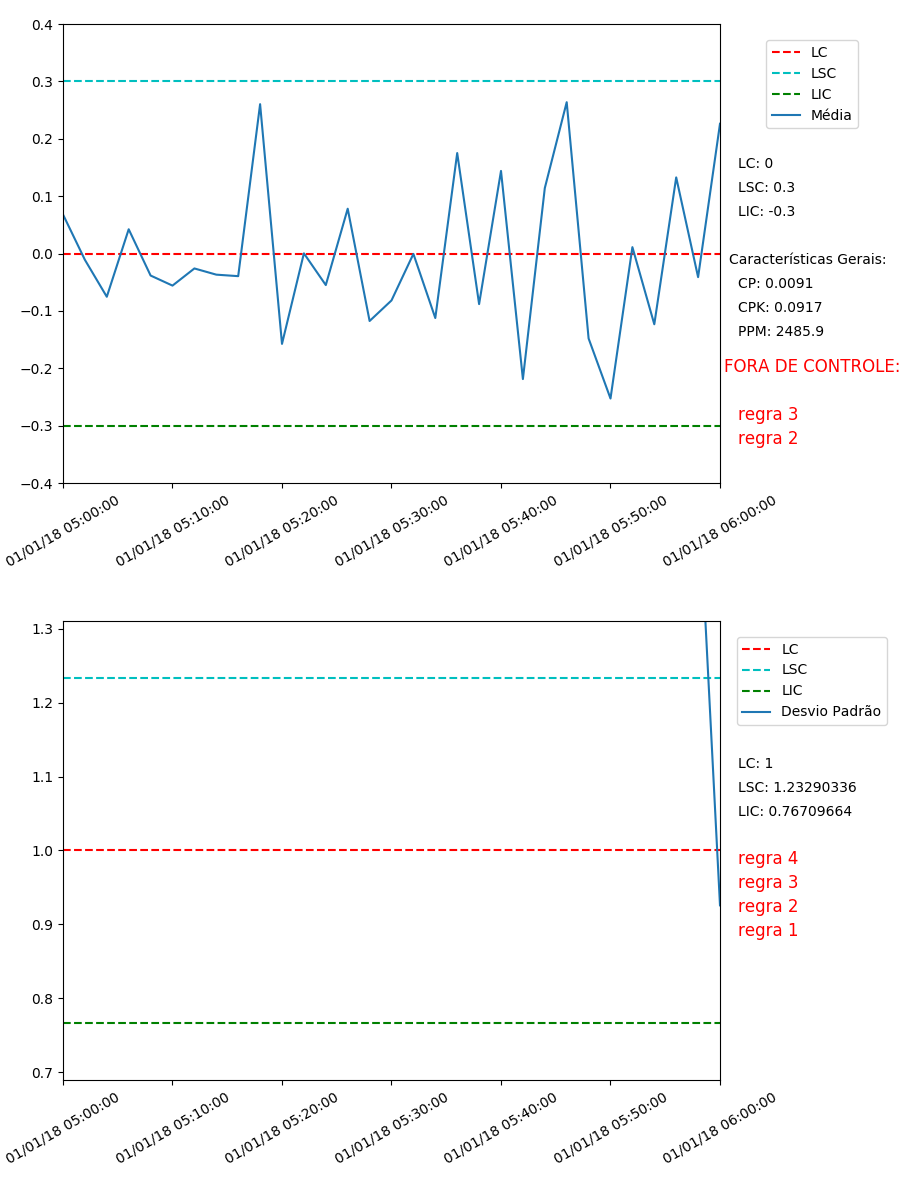 0.4
0.3
0.2
0.1
0.0
−0.1
−0.2
−0.3
−0.4
01/01/18 05:00:00
01/01/18 05:10:00
01/01/18 05:20:00
01/01/18 05:30:00
01/01/18 05:40:00
01/01/18 05:50:00
01/01/18 06:00:00
LC
LSC
LIC
Média
LC: 0
LSC: 0.3
LIC: -0.3
Características Gerais:
CP: 0.0091
CPK: 0.0917
PPM: 2485.9
FORA DE CONTROLE:
regra 3
regra 2
1.3
1.2
1.1
1.0
0.9
0.8
0.7
01/01/18 05:00:00
01/01/18 05:10:00
01/01/18 05:20:00
01/01/18 05:30:00
01/01/18 05:40:00
01/01/18 05:50:00
01/01/18 06:00:00
LC
LSC
LIC
Desvio Padrão
LC: 1
LSC: 1.23290336
LIC: 0.76709664
regra 4
regra 3
regra 2
regra 1